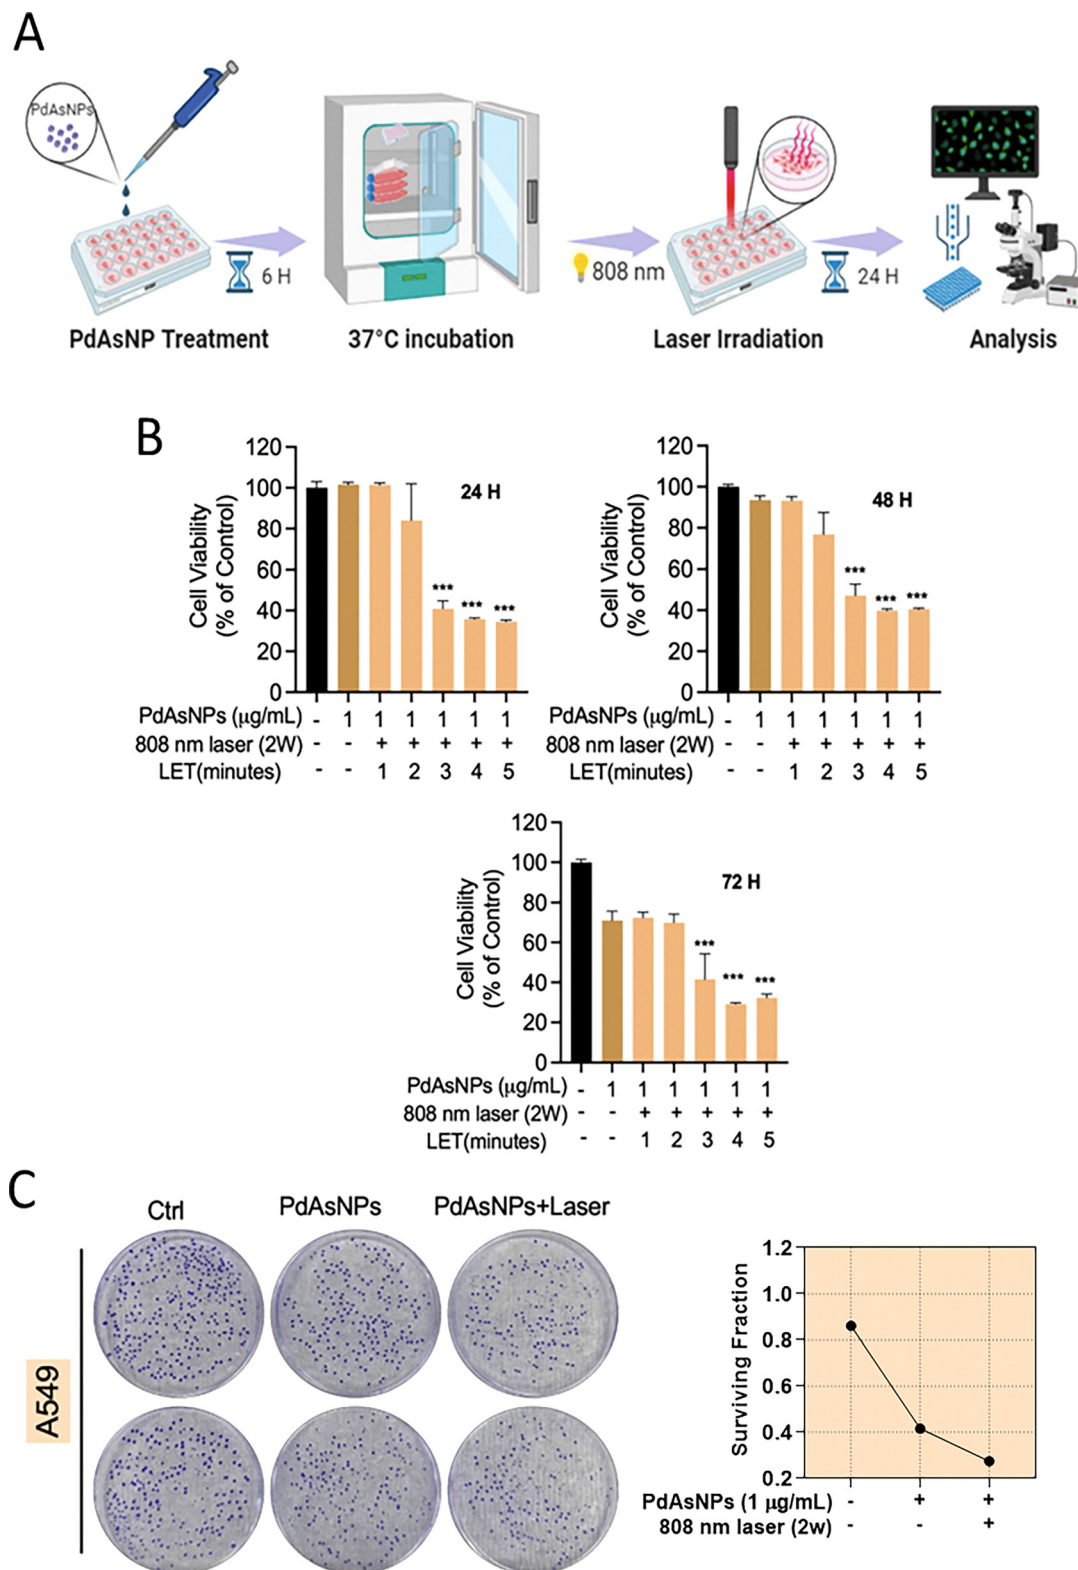 A
PdAsNPs
6 H
808 nm
24 H
PdAsNP Treatment
37°C incubation
Laser Irradiation
Analysis
B
120
100
80
60
40
20
0
Cell Viability
(% of Control)
24 H
*** *** ***
PdAsNPs (μg/mL) - 1 1 1 1 1 1
808 nm laser (2W) - - + + + + +
LET(minutes) - - 1 2 3 4 5
120
100
80
60
40
20
0
Cell Viability
(% of Control)
48 H
*** *** ***
PdAsNPs (μg/mL) - 1 1 1 1 1 1
808 nm laser (2W) - - + + + + +
LET(minutes) - - 1 2 3 4 5
120
100
80
60
40
20
0
Cell Viability
(% of Control)
72 H
*** *** ***
PdAsNPs (μg/mL) - 1 1 1 1 1 1
808 nm laser (2W) - - + + + + +
LET(minutes) - - 1 2 3 4 5
C
Ctrl
PdAsNPs
PdAsNPs+Laser
A549
1.2
1.0
0.8
0.6
0.4
0.2
Surviving Fraction
PdAsNPs (1 μg/mL) - + +
808 nm laser (2w) - - +